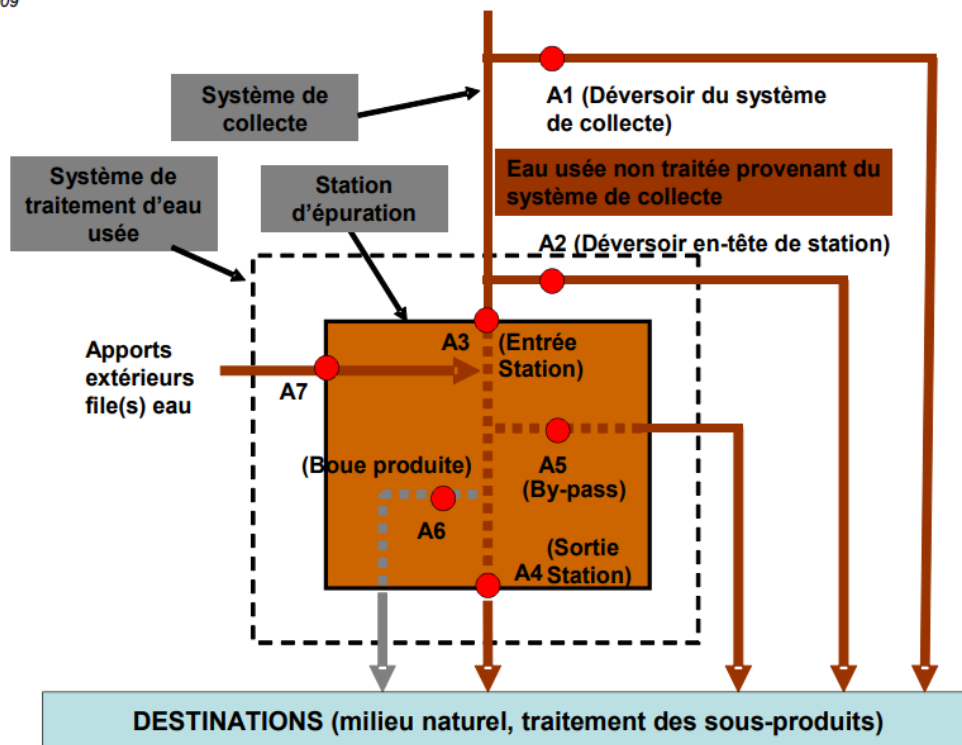 09
Système de
collecte
A1 (Déversoir du système
de collecte)
Système de
traitement d’eau
usée
Station
d’épuration
Eau usée non traitée provenant du
système de collecte
A2 (Déversoir en-tête de station)
Apports
extérieurs
file(s) eau
A7
A3
(Entrée
Station)
(Boue produite)
A5
(By-pass)
A6
(Sortie
Station)
A4
DESTINATIONS (milieu naturel, traitement des sous-produits)